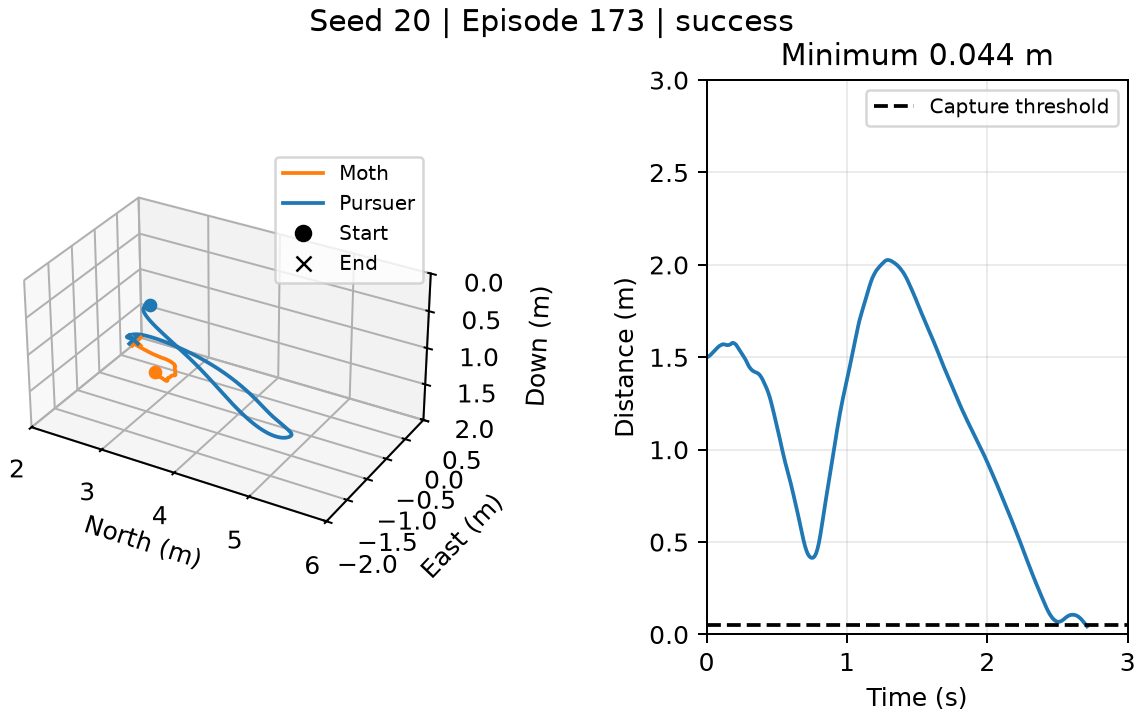 Seed 20 | Episode 173 | success
Moth
Pursuer
Start
End
0.0
0.5
1.0
1.5
2.0
Down (m)
2
3
4
5
6
North (m)
0.5
0.0
−0.5
−1.0
−1.5
−2.0
East (m)
Minimum 0.044 m
Capture threshold
3.0
2.5
2.0
1.5
1.0
0.5
0.0
Distance (m)
0
1
2
3
Time (s)